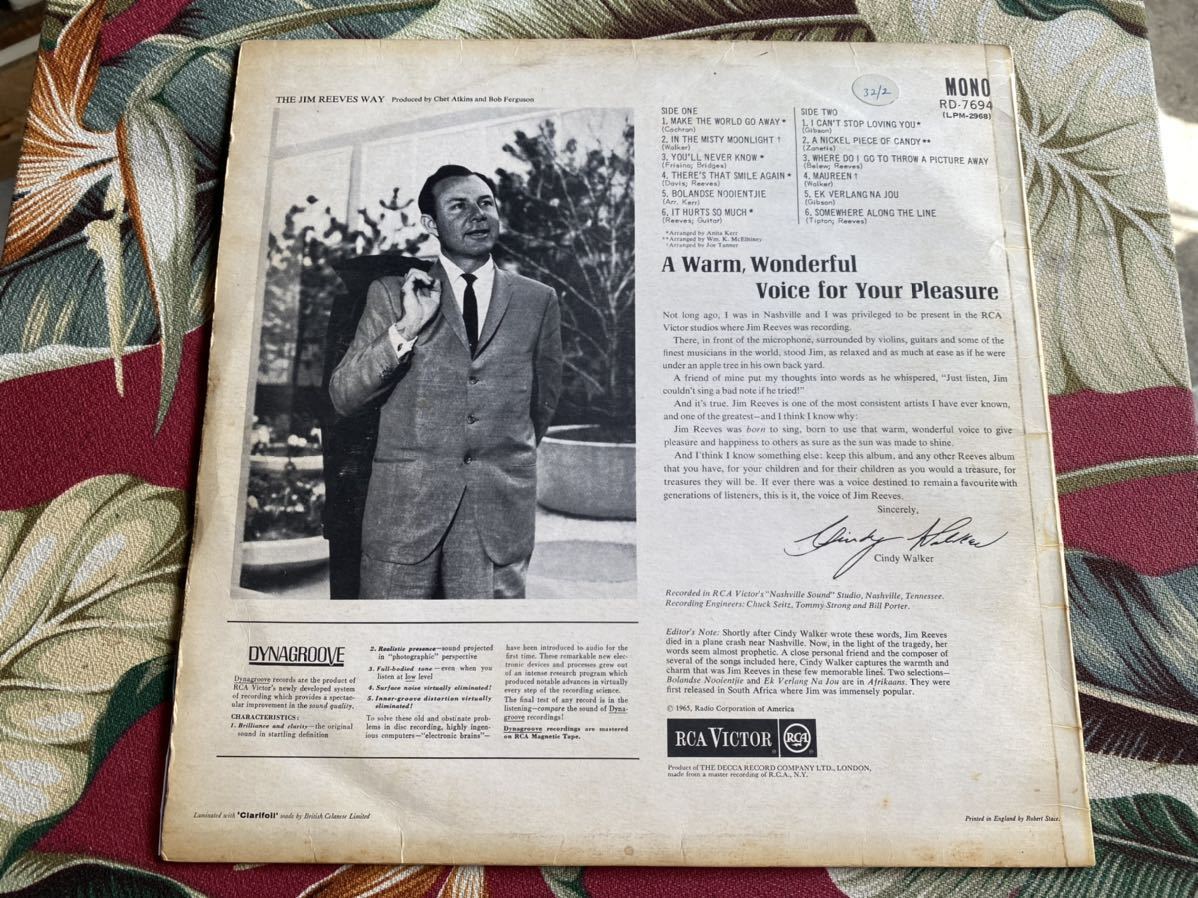 THE JIM REEVES WAY Produced by Chet Atkins and Bob Ferguson
32/2
MONO
RD-7694
(LPM-2968)
SIDE ONE
1. MAKE THE WORLD GO AWAY*
(Cochran)
2. IN THE MISTY MOONLIGHT †
(Walker)
3. YOU'LL NEVER KNOW*
(Frisino; Bridges)
4. THERE'S THAT SMILE AGAIN*
(Davis; Reeves)
5. BOLANDSE NOOIENTJIE
(Arr. Kerr)
6. IT HURTS SO MUCH*
(Reeves; Guitar)
*Arranged by Anita Kerr
**Arranged by Wm. K. McElhiney
†Arranged by Joe Tanner
SIDE TWO
1. I CAN'T STOP LOVING YOU*
(Gibson)
2. A NICKEL PIECE OF CANDY**
(Zanetis)
3. WHERE DO I GO TO THROW A PICTURE AWAY
(Belew; Reeves)
4. MAUREEN †
(Walker)
5. EK VERLANG NA JOU
(Gibson)
6. SOMEWHERE ALONG THE LINE
(Tipton; Reeves)
A Warm, Wonderful
Voice for Your Pleasure
Not long ago, I was in Nashville and I was privileged to be present in the RCA
Victor studios where Jim Reeves was recording.
There, in front of the microphone, surrounded by violins, guitars and some of the
finest musicians in the world, stood Jim, as relaxed and as much at ease as if he were
under an apple tree in his own back yard.
A friend of mine put my thoughts into words as he whispered, "Just listen, Jim
couldn't sing a bad note if he tried!"
And it's true. Jim Reeves is one of the most consistent artists I have ever known,
and one of the greatest—and I think I know why:
Jim Reeves was born to sing, born to use that warm, wonderful voice to give
pleasure and happiness to others as sure as the sun was made to shine.
And I think I know something else: keep this album, and any other Reeves album
that you have, for your children and for their children as you would a treasure, for
treasures they will be. If ever there was a voice destined to remain a favourite with
generations of listeners, this is it, the voice of Jim Reeves.
Sincerely,
Cindy Walker
Cindy Walker
Recorded in RCA Victor's "Nashville Sound" Studio, Nashville, Tennessee.
Recording Engineers: Chuck Seitz, Tommy Strong and Bill Porter.
Editor's Note: Shortly after Cindy Walker wrote these words, Jim Reeves
died in a plane crash near Nashville. Now, in the light of the tragedy, her
words seem almost prophetic. A close personal friend and the composer of
several of the songs included here, Cindy Walker captures the warmth and
charm that was Jim Reeves in these few memorable lines. Two selections—
Bolandse Nooientjie and Ek Verlang Na Jou are in Afrikaans. They were
first released in South Africa where Jim was immensely popular.
© 1965, Radio Corporation of America
RCA VICTOR RCA
Product of THE DECCA RECORD COMPANY LTD., LONDON,
made from a master recording of R.C.A., N.Y.
DYNAGROOVE
Dynagroove records are the product of
RCA Victor's newly developed system
of recording which provides a spectac-
ular improvement in the sound quality.
CHARACTERISTICS:
1. Brilliance and clarity—the original
sound in startling definition
2. Realistic presence—sound projected
in "photographic" perspective
3. Full-bodied tone—even when you
listen at low level
4. Surface noise virtually eliminated!
5. Inner-groove distortion virtually
eliminated!
To solve these old and obstinate prob-
lems in disc recording, highly ingen-
ious computers—"electronic brains"—
have been introduced to audio for the
first time. These remarkable new elec-
tronic devices and processes grow out
of an intense research program which
produced notable advances in virtually
every step of the recording science.
The final test of any record is in the
listening—compare the sound of Dyna-
groove recordings!
Dynagroove recordings are mastered
on RCA Magnetic Tape.
Laminated with 'Clarifoil' made by British Celanese Limited
Printed in England by Robert Stace.